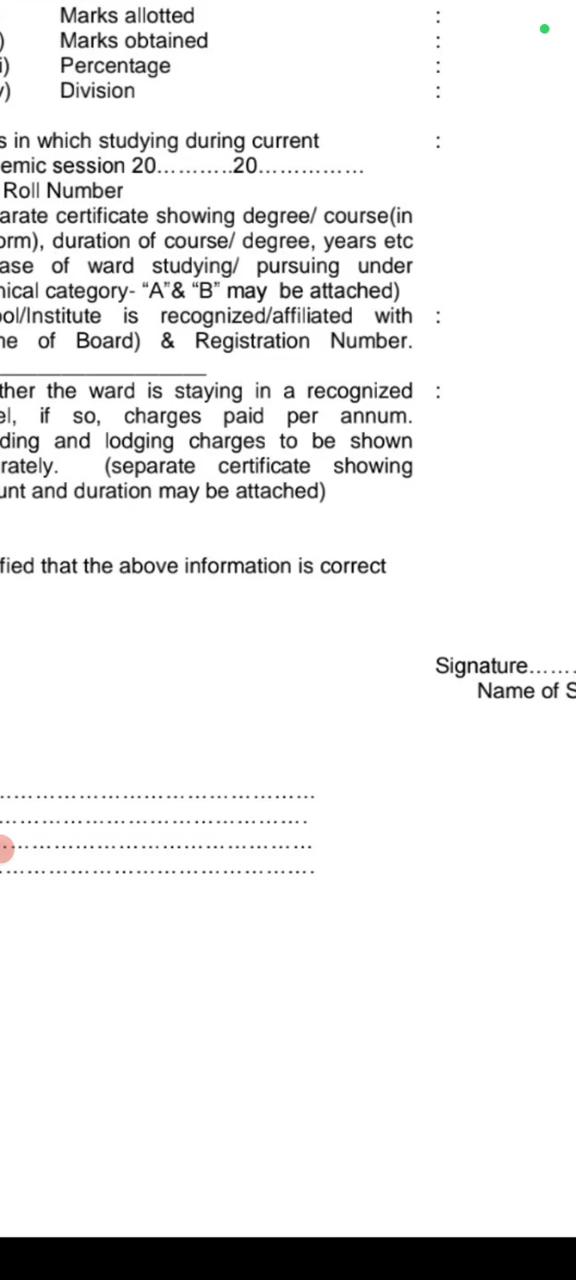 Marks allotted :
) Marks obtained :
i) Percentage :
v) Division :
s in which studying during current :
emic session 20………..20……………
Roll Number
arate certificate showing degree/ course(in
orm), duration of course/ degree, years etc
ase of ward studying/ pursuing under
nical category- “A”& “B” may be attached)
ool/Institute is recognized/affiliated with :
ne of Board) & Registration Number.
___________________
ther the ward is staying in a recognized :
el, if so, charges paid per annum.
ding and lodging charges to be shown
rately. (separate certificate showing
unt and duration may be attached)
fied that the above information is correct
Signature……
Name of S
……………………………………………
……………………………………………
……………………………………………
……………………………………………